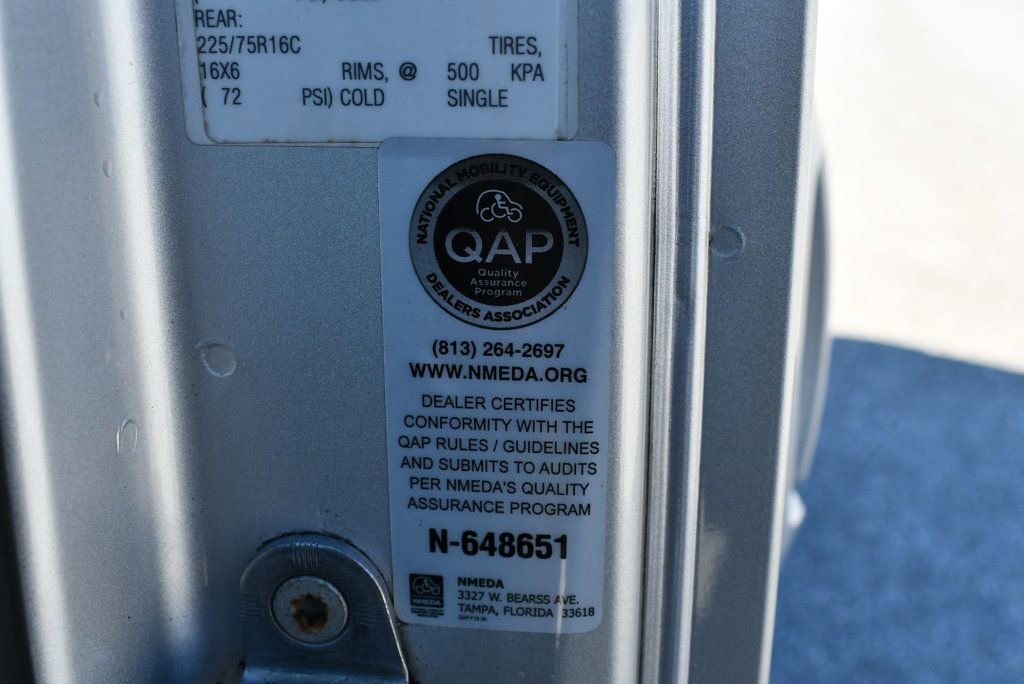 REAR:
225/75R16C TIRES,
16X6 RIMS, @ 500 KPA
( 72 PSI) COLD SINGLE
NATIONAL MOBILITY EQUIPMENT
QAP
Quality
Assurance
Program
DEALERS ASSOCIATION
(813) 264-2697
WWW.NMEDA.ORG
DEALER CERTIFIES
CONFORMITY WITH THE
QAP RULES / GUIDELINES
AND SUBMITS TO AUDITS
PER NMEDA'S QUALITY
ASSURANCE PROGRAM
N-648651
NMEDA
NMEDA
3327 W. BEARSS AVE.
TAMPA, FLORIDA 33618